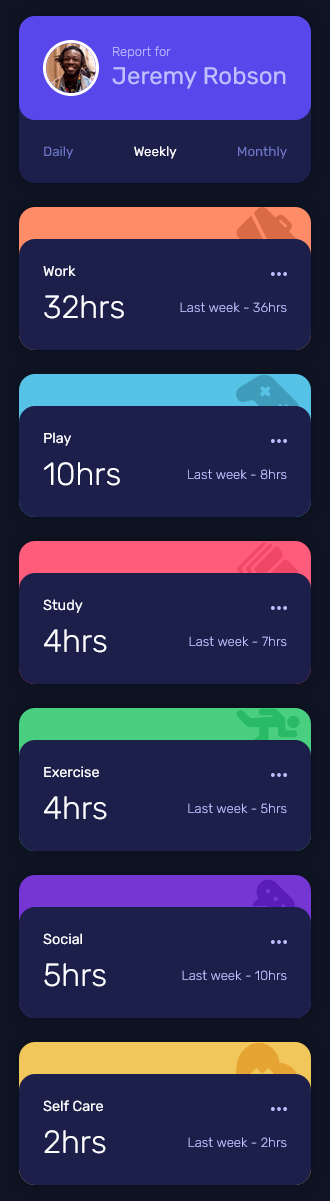 Report for
Jeremy Robson
Daily Weekly Monthly
Work
32hrs Last week - 36hrs
Play
10hrs Last week - 8hrs
Study
4hrs Last week - 7hrs
Exercise
4hrs Last week - 5hrs
Social
5hrs Last week - 10hrs
Self Care
2hrs Last week - 2hrs